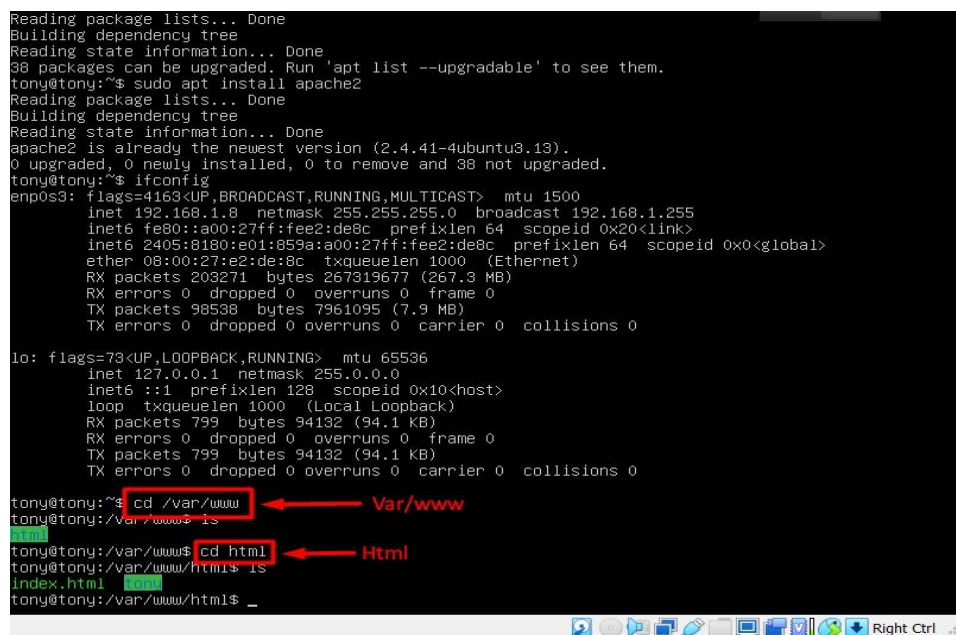 Reading package lists... Done
Building dependency tree
Reading state information... Done
38 packages can be upgraded. Run 'apt list --upgradable' to see them.
tony@tony:~$ sudo apt install apache2
Reading package lists... Done
Building dependency tree
Reading state information... Done
apache2 is already the newest version (2.4.41-4ubuntu3.13).
0 upgraded, 0 newly installed, 0 to remove and 38 not upgraded.
tony@tony:~$ ifconfig
enp0s3: flags=4163<UP,BROADCAST,RUNNING,MULTICAST>  mtu 1500
        inet 192.168.1.8  netmask 255.255.255.0  broadcast 192.168.1.255
        inet6 fe80::a00:27ff:fee2:de8c  prefixlen 64  scopeid 0x20<link>
        inet6 2405:8180:e01:859a:a00:27ff:fee2:de8c  prefixlen 64  scopeid 0x0<global>
        ether 08:00:27:e2:de:8c  txqueuelen 1000  (Ethernet)
        RX packets 203271  bytes 267319677 (267.3 MB)
        RX errors 0  dropped 0  overruns 0  frame 0
        TX packets 98538  bytes 7961095 (7.9 MB)
        TX errors 0  dropped 0 overruns 0  carrier 0  collisions 0

lo: flags=73<UP,LOOPBACK,RUNNING>  mtu 65536
        inet 127.0.0.1  netmask 255.0.0.0
        inet6 ::1  prefixlen 128  scopeid 0x10<host>
        loop  txqueuelen 1000  (Local Loopback)
        RX packets 799  bytes 94132 (94.1 KB)
        RX errors 0  dropped 0  overruns 0  frame 0
        TX packets 799  bytes 94132 (94.1 KB)
        TX errors 0  dropped 0 overruns 0  carrier 0  collisions 0

tony@tony:~$ cd /var/www Var/www
tony@tony:/var/www$ ls
html
tony@tony:/var/www$ cd html Html
tony@tony:/var/www/html$ ls
index.html  tony
tony@tony:/var/www/html$ _
Right Ctrl